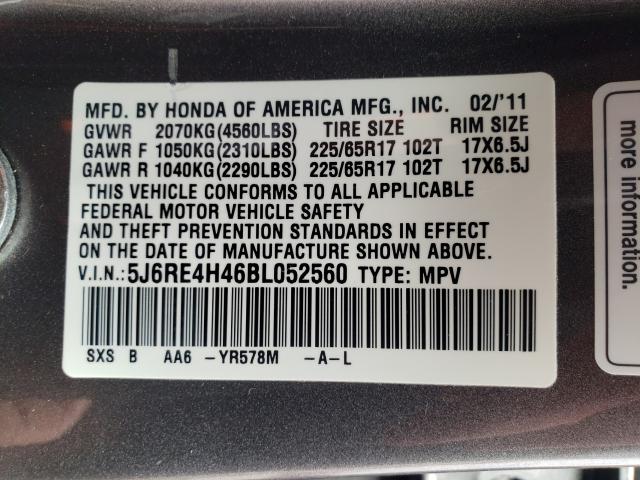 MFD. BY HONDA OF AMERICA MFG., INC. 02/'11
GVWR 2070KG(4560LBS) TIRE SIZE RIM SIZE
GAWR F 1050KG(2310LBS) 225/65R17 102T 17X6.5J
GAWR R 1040KG(2290LBS) 225/65R17 102T 17X6.5J
THIS VEHICLE CONFORMS TO ALL APPLICABLE
FEDERAL MOTOR VEHICLE SAFETY
AND THEFT PREVENTION STANDARDS IN EFFECT
ON THE DATE OF MANUFACTURE SHOWN ABOVE.
V.I.N.:5J6RE4H46BL052560 TYPE: MPV
SXS B AA6 -YR578M -A-L